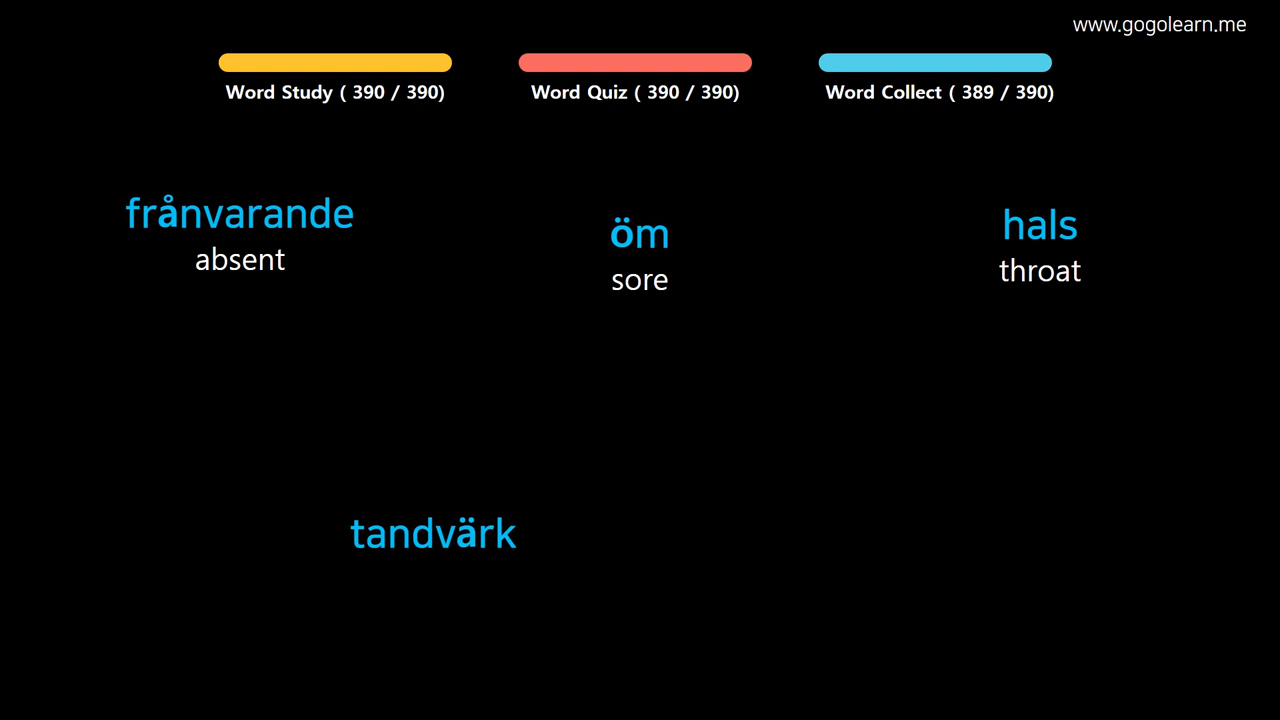 www.gogolearn.me
Word Study ( 390 / 390)
Word Quiz ( 390 / 390)
Word Collect ( 389 / 390)
frånvarande
absent
öm
sore
hals
throat
tandvärk